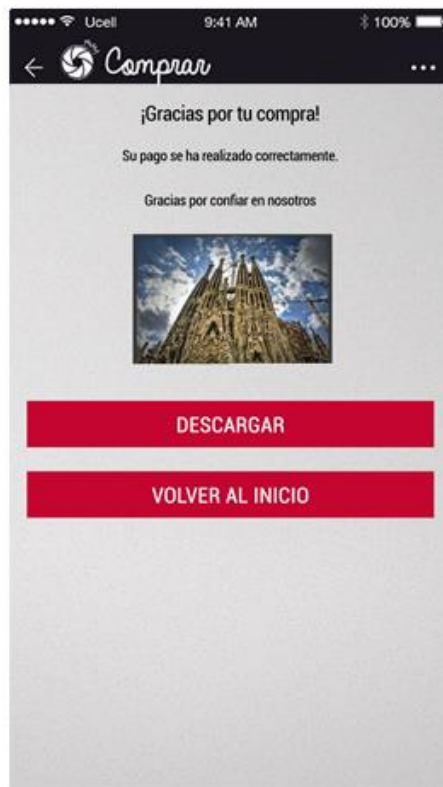 Ucell 9:41 AM 100%
Comprar
¡Gracias por tu compra!
Su pago se ha realizado correctamente.
Gracias por confiar en nosotros
DESCARGAR
VOLVER AL INICIO